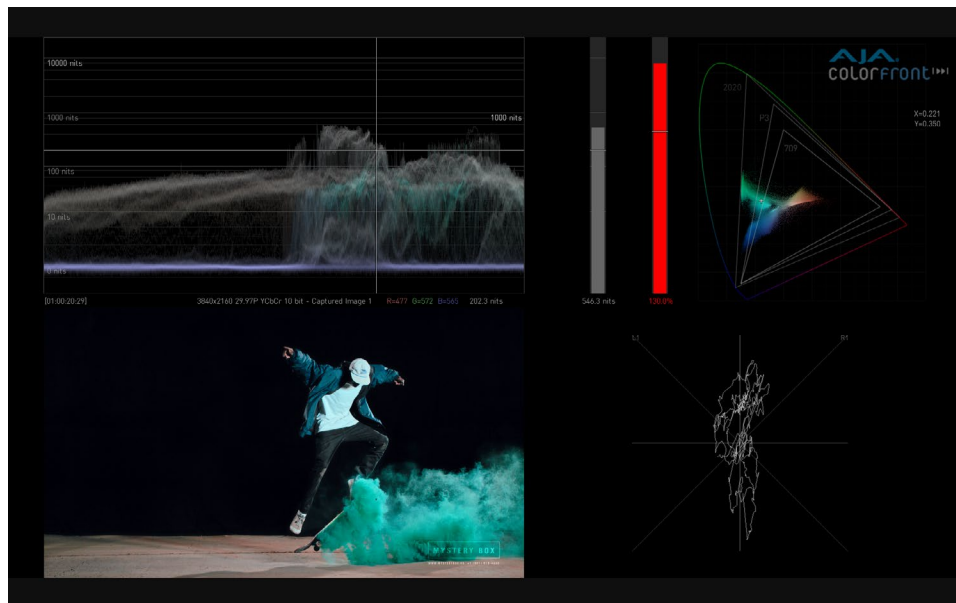 10000 nits
1000 nits
1000 nits
100 nits
10 nits
0 nits
[01:00:20:29]
3840x2160 29.97P YCbCr 10 bit - Captured Image 1
R=477 G=572 B=565
202.3 nits
546.3 nits
130.0%
AJA
COLORFRONT
2020
P3
709
X=0.221
Y=0.350
MYSTERY BOX
L1
R1